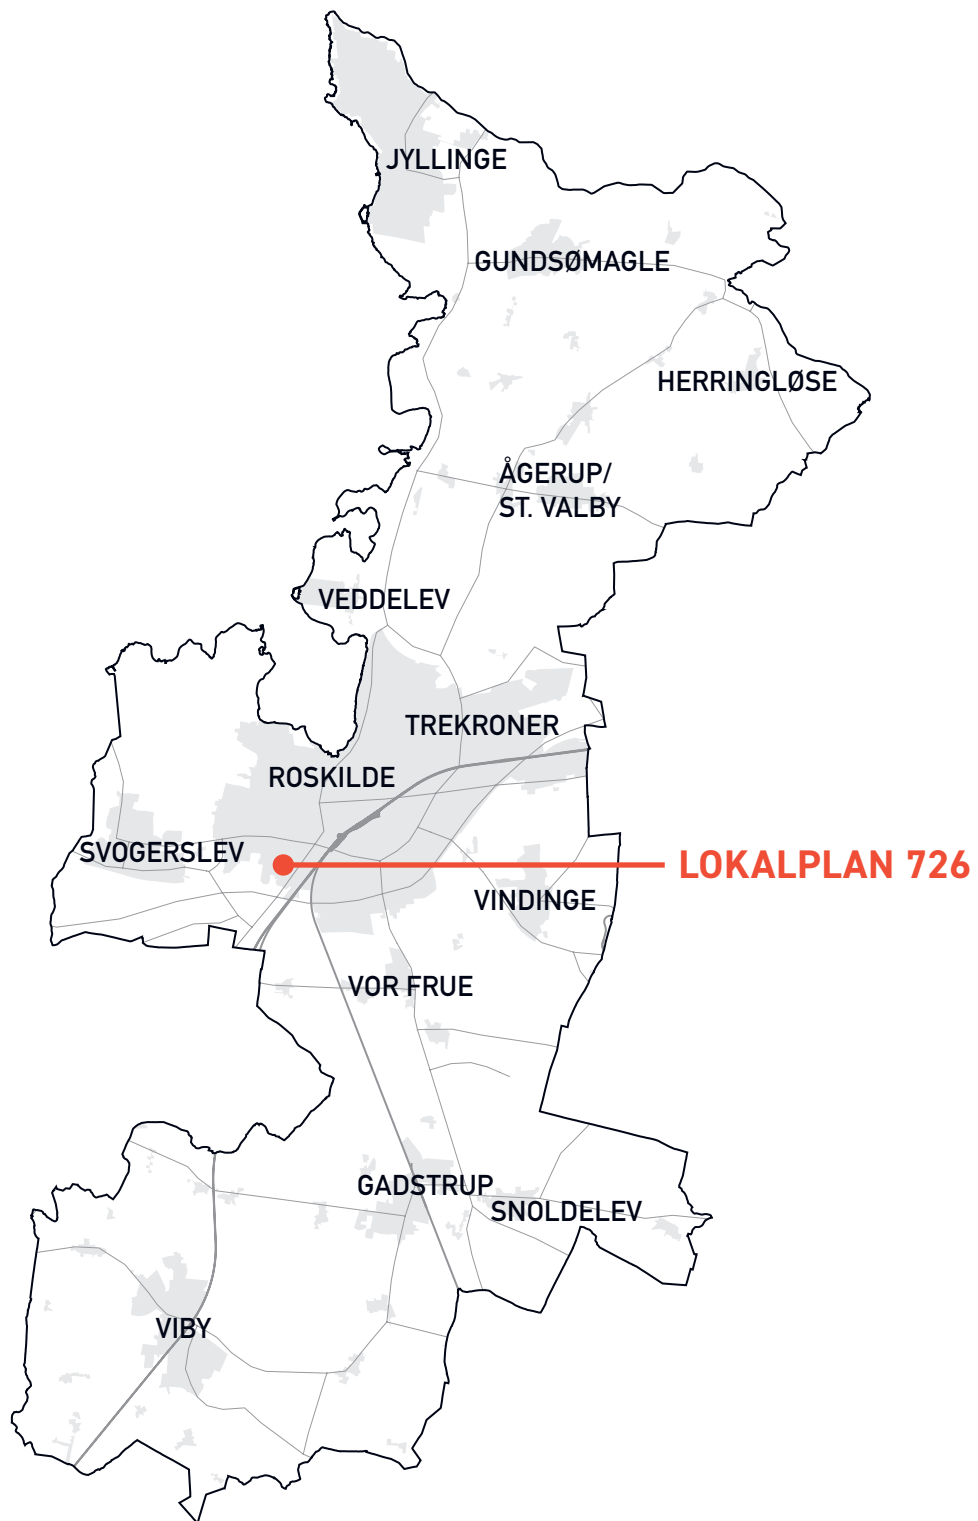 JYLLINGE
GUNDSØMAGLE
HERRINGLØSE
ÅGERUP/
ST. VALBY
VEDDELEV
TREKRONER
ROSKILDE
SVOGERSLEV
LOKALPLAN 726
VINDINGE
VOR FRUE
GADSTRUP
SNOLDELEV
VIBY